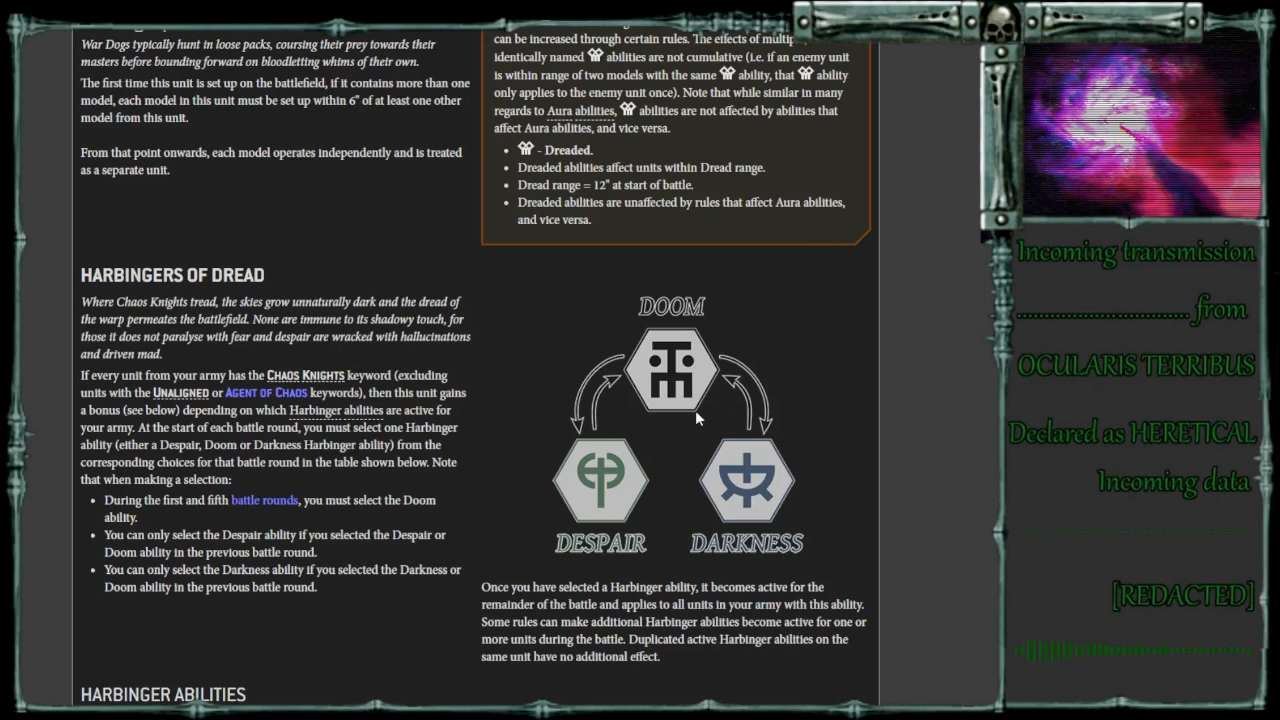 War Dogs typically hunt in loose packs, coursing their prey towards their
masters before bounding forward on bloodletting whims of their own.
The first time this unit is set up on the battlefield, if it contains more than one
model, each model in this unit must be set up within 6" of at least one other
model from this unit.
From that point onwards, each model operates independently and is treated
as a separate unit.
can be increased through certain rules. The effects of multiple
identically named abilities are not cumulative (i.e. if an enemy unit
is within range of two models with the same ability, that ability
only applies to the enemy unit once). Note that while similar in many
regards to Aura abilities, abilities are not affected by abilities that
affect Aura abilities, and vice versa.
• - Dreaded.
• Dreaded abilities affect units within Dread range.
• Dread range = 12" at start of battle.
• Dreaded abilities are unaffected by rules that affect Aura abilities,
and vice versa.
HARBINGERS OF DREAD
Where Chaos Knights tread, the skies grow unnaturally dark and the dread of
the warp permeates the battlefield. None are immune to its shadowy touch, for
those it does not paralyse with fear and despair are wracked with hallucinations
and driven mad.
If every unit from your army has the CHAOS KNIGHTS keyword (excluding
units with the UNALIGNED or AGENT OF CHAOS keywords), then this unit gains
a bonus (see below) depending on which Harbinger abilities are active for
your army. At the start of each battle round, you must select one Harbinger
ability (either a Despair, Doom or Darkness Harbinger ability) from the
corresponding choices for that battle round in the table shown below. Note
that when making a selection:
• During the first and fifth battle rounds, you must select the Doom
ability.
• You can only select the Despair ability if you selected the Despair or
Doom ability in the previous battle round.
• You can only select the Darkness ability if you selected the Darkness or
Doom ability in the previous battle round.
DOOM
DESPAIR
DARKNESS
Once you have selected a Harbinger ability, it becomes active for the
remainder of the battle and applies to all units in your army with this ability.
Some rules can make additional Harbinger abilities become active for one or
more units during the battle. Duplicated active Harbinger abilities on the
same unit have no additional effect.
HARBINGER ABILITIES
Incoming transmission
................................ from
OCULARIS TERRIBUS
Declared as HERETICAL
Incoming data
[REDACTED]